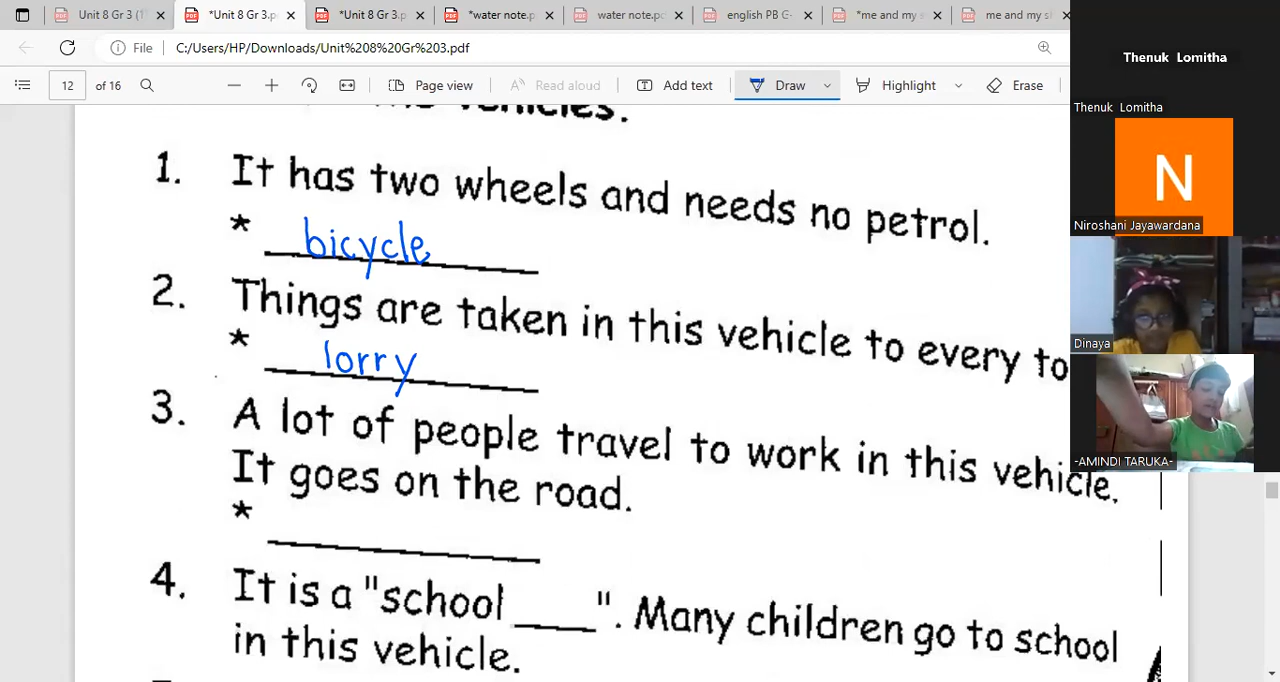 Unit 8 Gr 3 (1
*Unit 8 Gr 3.p
*Unit 8 Gr 3.p
*water note.p
water note.pc
english PB G-
*me and my s
me and my s
File
C:/Users/HP/Downloads/Unit%208%20Gr%203.pdf
12 of 16
Page view
Read aloud
Add text
Draw
Highlight
Erase
Thenuk Lomitha
Thenuk Lomitha
N
Niroshani Jayawardana
Dinaya
-AMINDI TARUKA-
vehicles.
1. It has two wheels and needs no petrol.
* bicycle
2. Things are taken in this vehicle to every to
* lorry
3. A lot of people travel to work in this vehicle.
It goes on the road.
* ________
4. It is a "school ____". Many children go to school
in this vehicle.